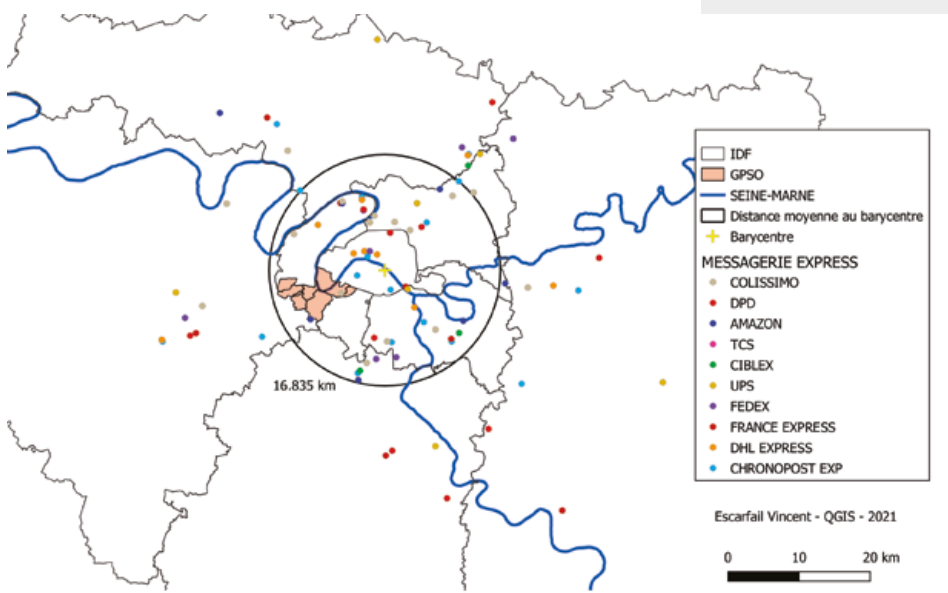 IDF
GPSO
SEINE-MARNE
Distance moyenne au barycentre
Barycentre
MESSAGERIE EXPRESS
COLISSIMO
DPD
AMAZON
TCS
CIBLEX
UPS
FEDEX
FRANCE EXPRESS
DHL EXPRESS
CHRONOPOST EXP
16.835 km
Escarfail Vincent - QGIS - 2021
0 10 20 km